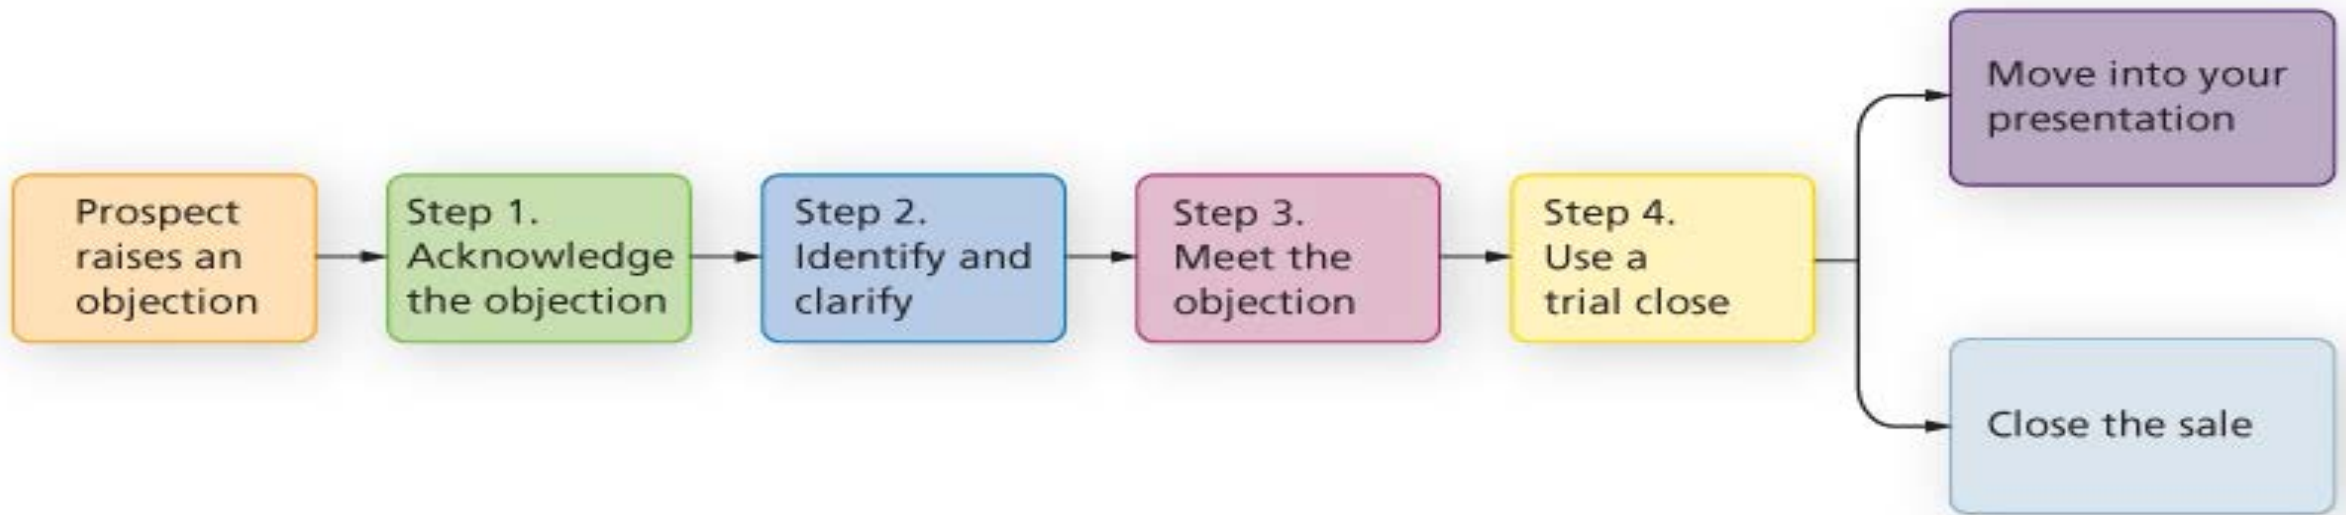 Prospect
raises an
objection
Step 1.
Acknowledge
the objection
Step 2.
Identify and
clarify
Step 3.
Meet the
objection
Step 4.
Use a
trial close
Move into your
presentation
Close the sale